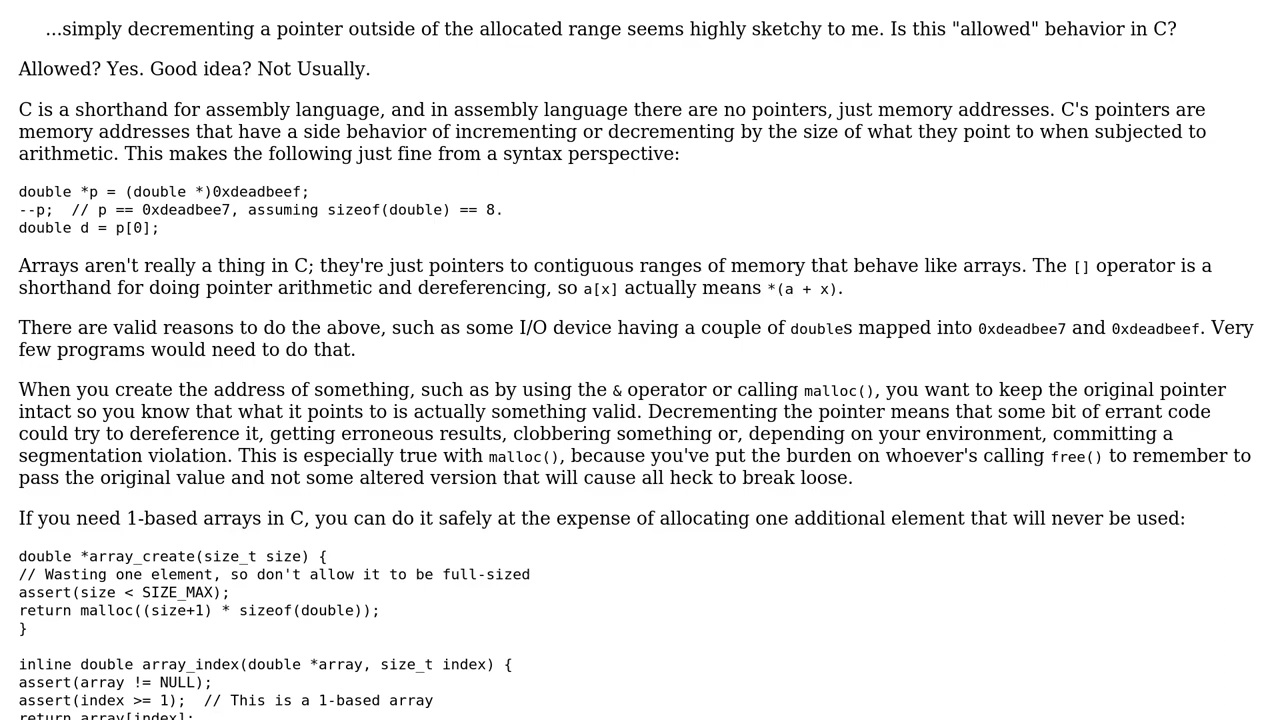 ...simply decrementing a pointer outside of the allocated range seems highly sketchy to me. Is this "allowed" behavior in C?
Allowed? Yes. Good idea? Not Usually.
C is a shorthand for assembly language, and in assembly language there are no pointers, just memory addresses. C's pointers are
memory addresses that have a side behavior of incrementing or decrementing by the size of what they point to when subjected to
arithmetic. This makes the following just fine from a syntax perspective:
double *p = (double *)0xdeadbeef;
--p;  // p == 0xdeadbee7, assuming sizeof(double) == 8.
double d = p[0];
Arrays aren't really a thing in C; they're just pointers to contiguous ranges of memory that behave like arrays. The [] operator is a
shorthand for doing pointer arithmetic and dereferencing, so a[x] actually means *(a + x).
There are valid reasons to do the above, such as some I/O device having a couple of doubles mapped into 0xdeadbee7 and 0xdeadbeef. Very
few programs would need to do that.
When you create the address of something, such as by using the & operator or calling malloc(), you want to keep the original pointer
intact so you know that what it points to is actually something valid. Decrementing the pointer means that some bit of errant code
could try to dereference it, getting erroneous results, clobbering something or, depending on your environment, committing a
segmentation violation. This is especially true with malloc(), because you've put the burden on whoever's calling free() to remember to
pass the original value and not some altered version that will cause all heck to break loose.
If you need 1-based arrays in C, you can do it safely at the expense of allocating one additional element that will never be used:
double *array_create(size_t size) {
// Wasting one element, so don't allow it to be full-sized
assert(size < SIZE_MAX);
return malloc((size+1) * sizeof(double));
}
inline double array_index(double *array, size_t index) {
assert(array != NULL);
assert(index >= 1);  // This is a 1-based array
return array[index];